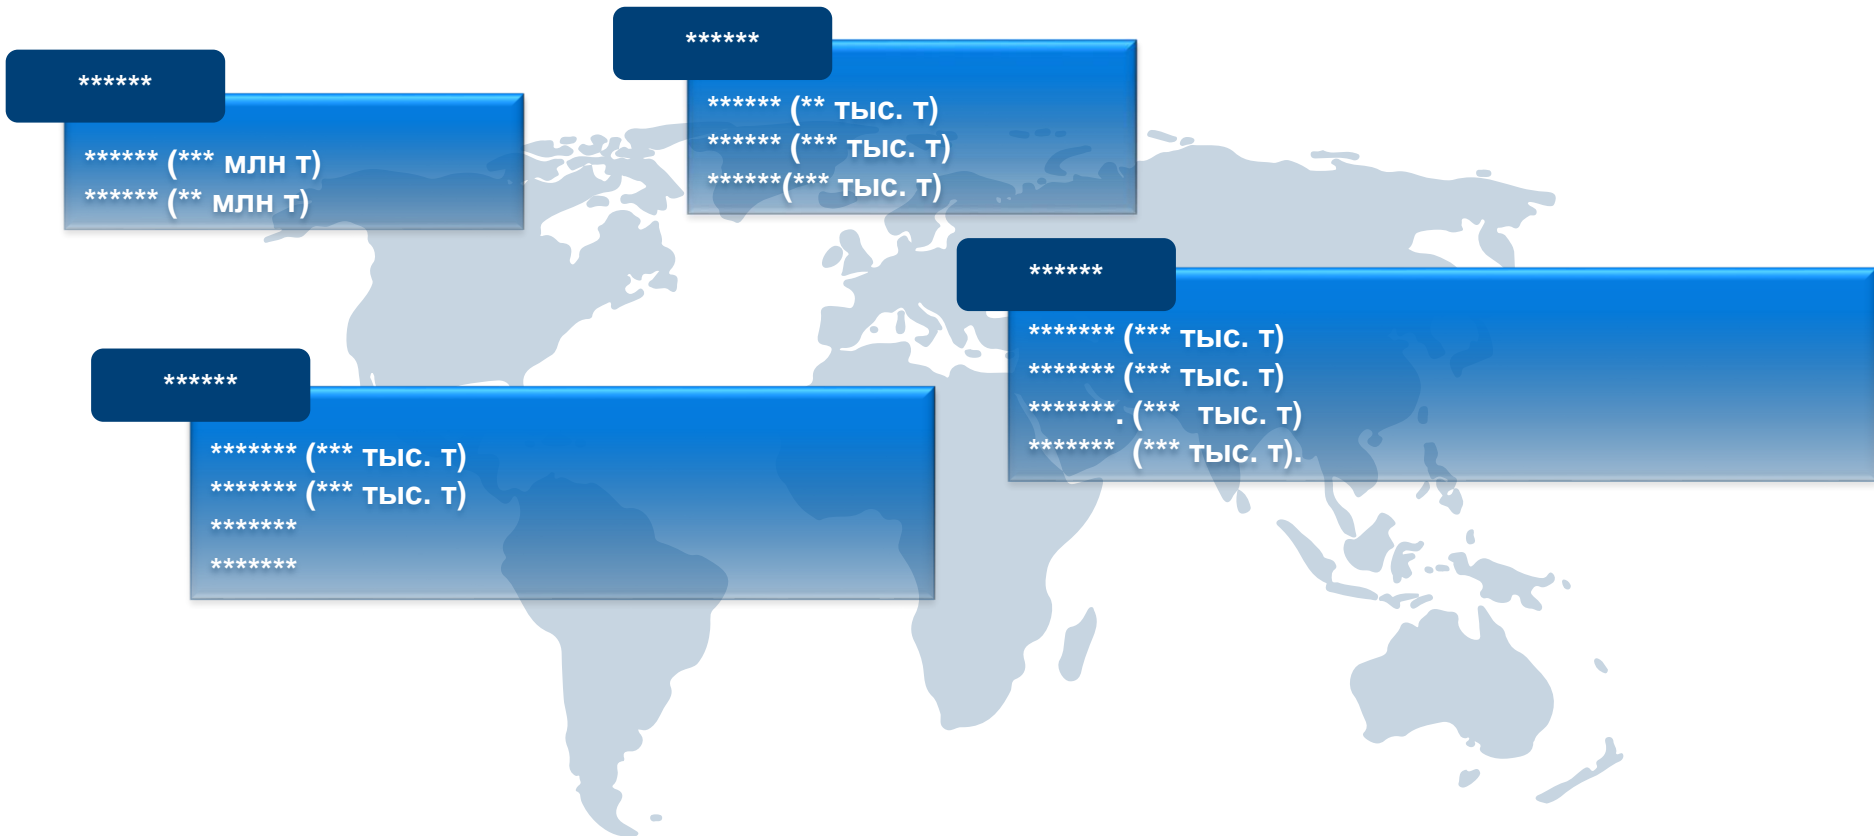 ******
****** (*** млн т)
****** (** млн т)
******
****** (** тыс. т)
****** (*** тыс. т)
******(*** тыс. т)
******
******* (*** тыс. т)
******* (*** тыс. т)
*******. (***  тыс. т)
*******  (*** тыс. т).
******
******* (*** тыс. т)
******* (*** тыс. т)
*******
*******